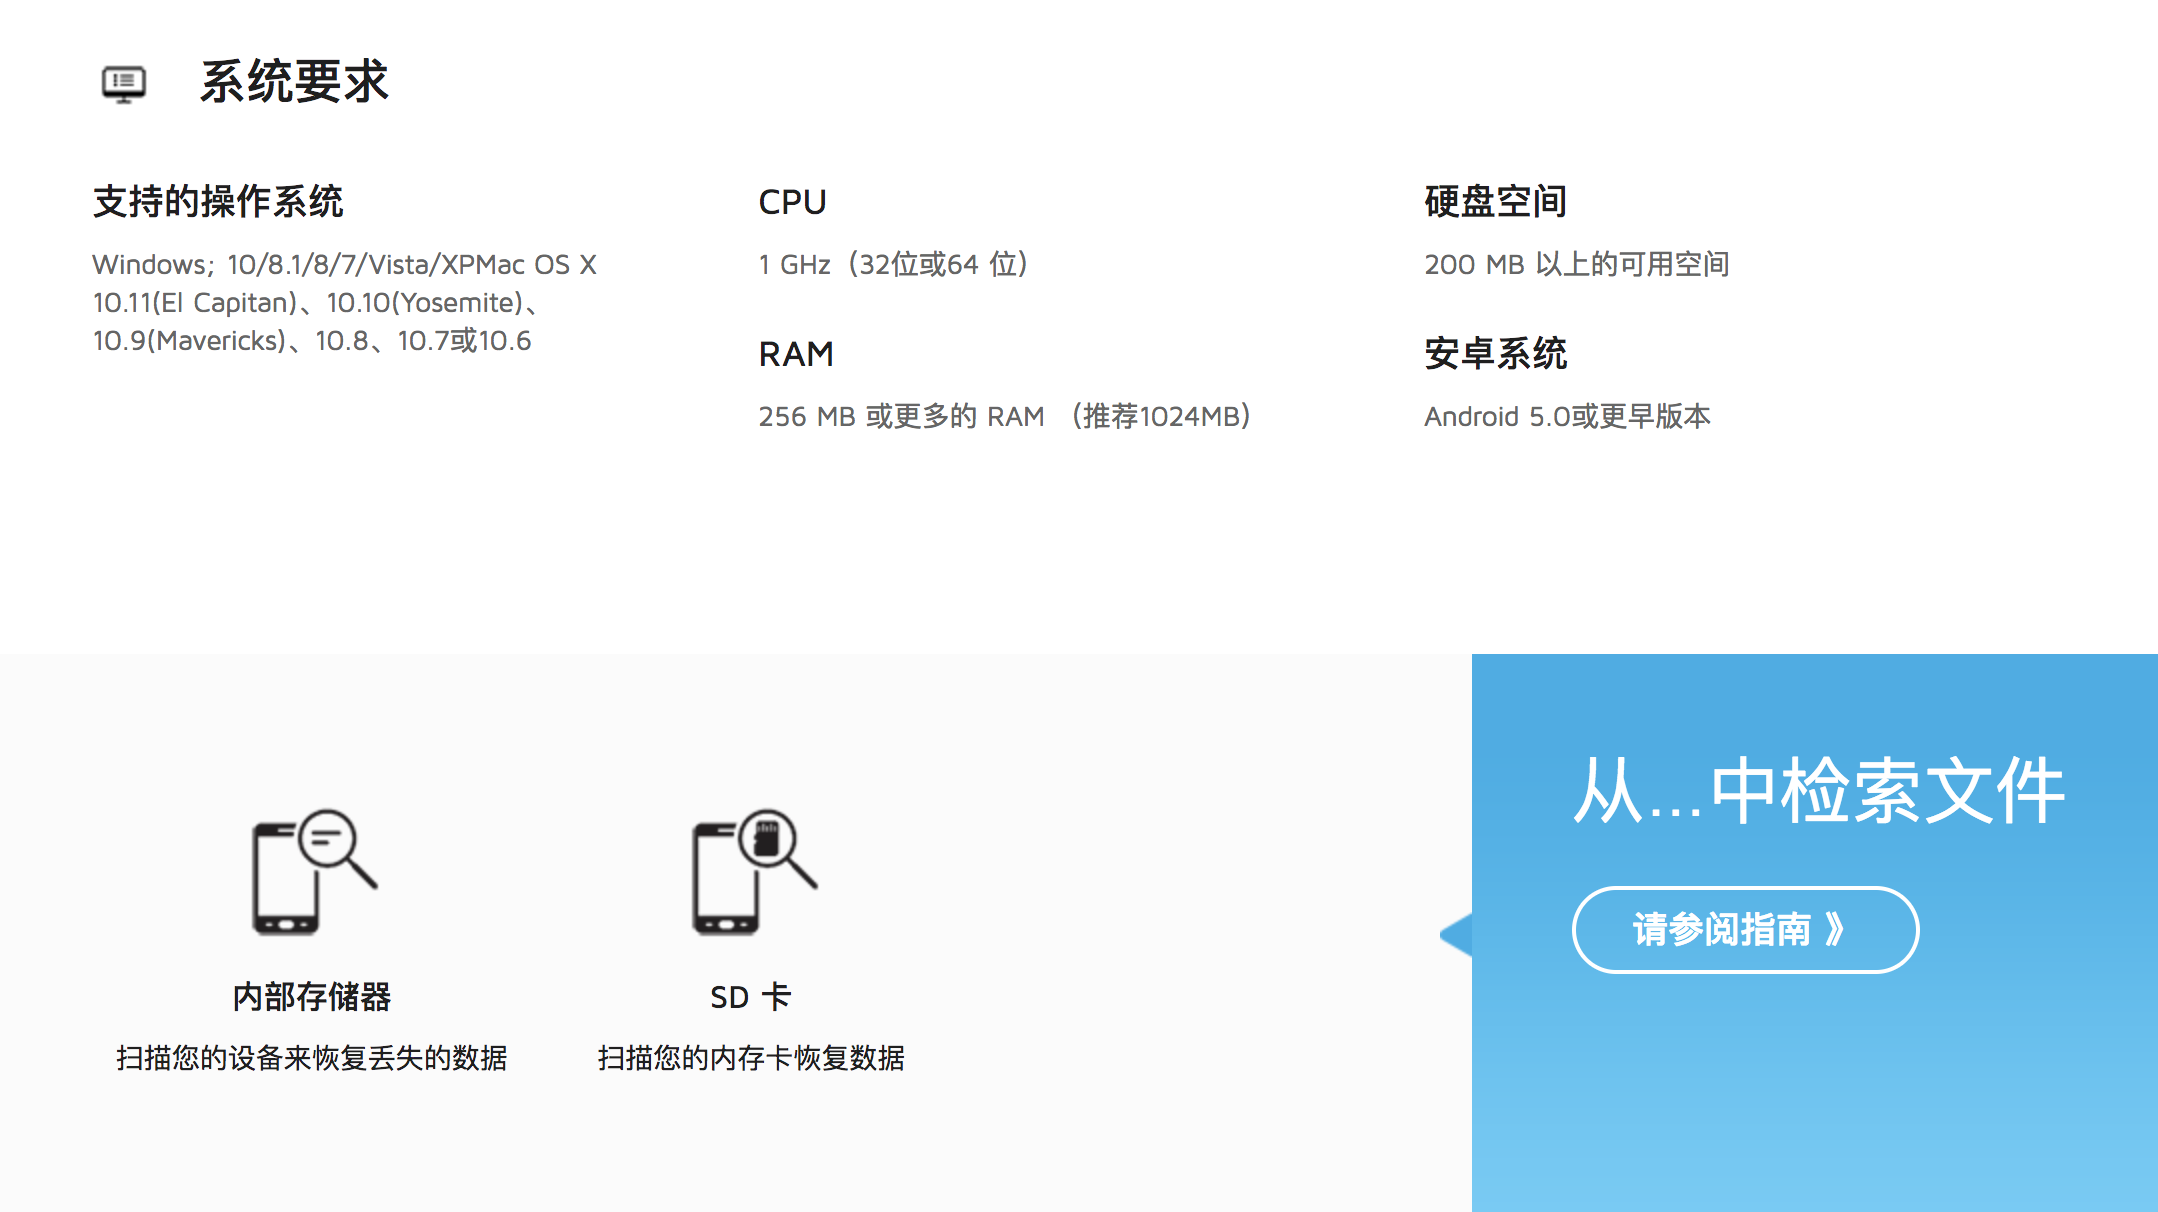 系统要求
支持的操作系统
Windows; 10/8.1/8/7/Vista/XPMac OS X
10.11(El Capitan)、10.10(Yosemite)、
10.9(Mavericks)、10.8、10.7或10.6
CPU
1 GHz（32位或64 位）
RAM
256 MB 或更多的 RAM （推荐1024MB）
硬盘空间
200 MB 以上的可用空间
安卓系统
Android 5.0或更早版本
内部存储器
扫描您的设备来恢复丢失的数据
SD 卡
扫描您的内存卡恢复数据
从...中检索文件
请参阅指南 》